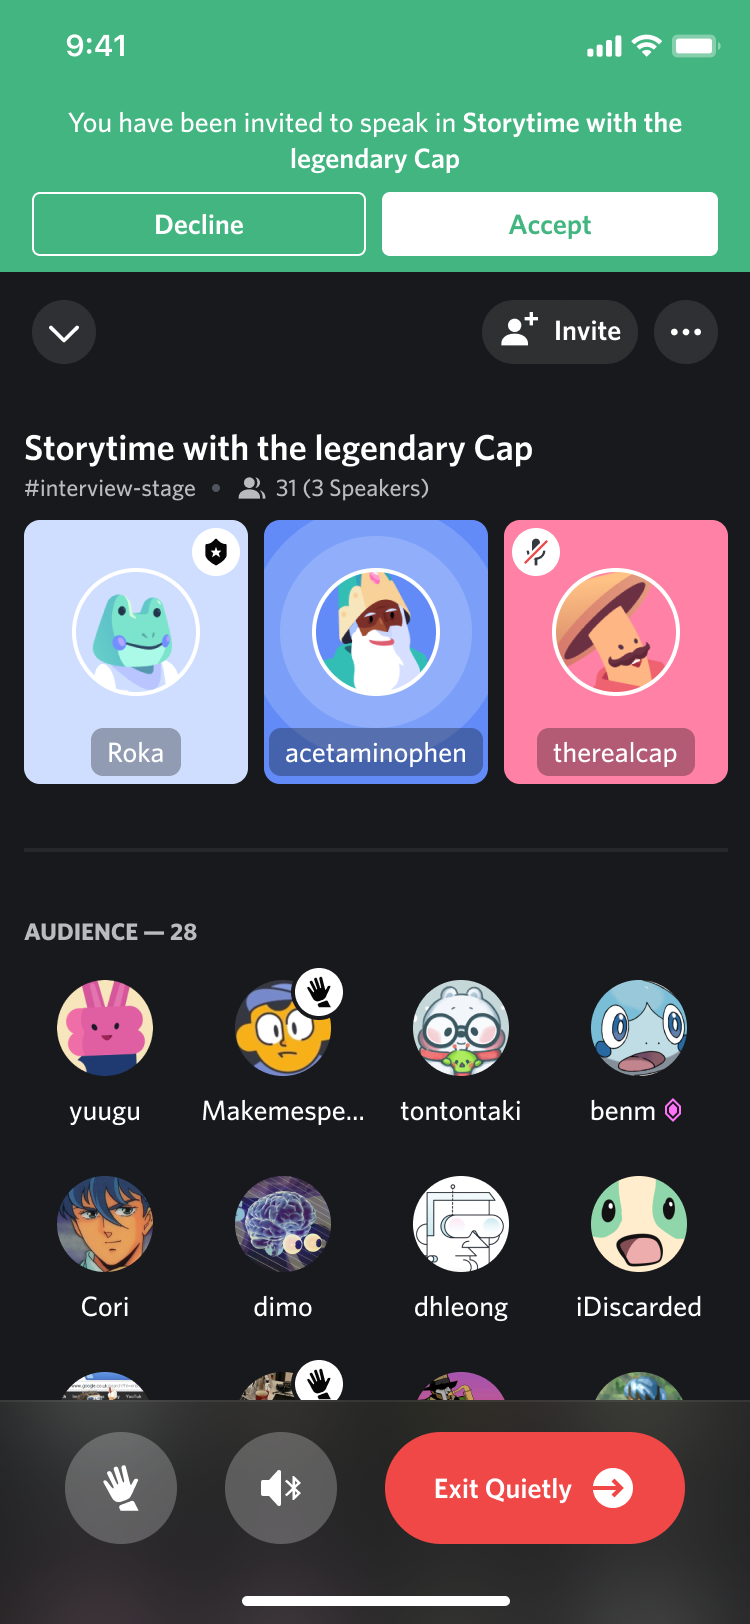 9:41
You have been invited to speak in Storytime with the
legendary Cap
Decline
Accept
Invite
Storytime with the legendary Cap
#interview-stage • 31 (3 Speakers)
Roka
acetaminophen
therealcap
AUDIENCE — 28
yuugu
Makemespe...
tontontaki
benm
Cori
dimo
dhleong
iDiscarded
Exit Quietly